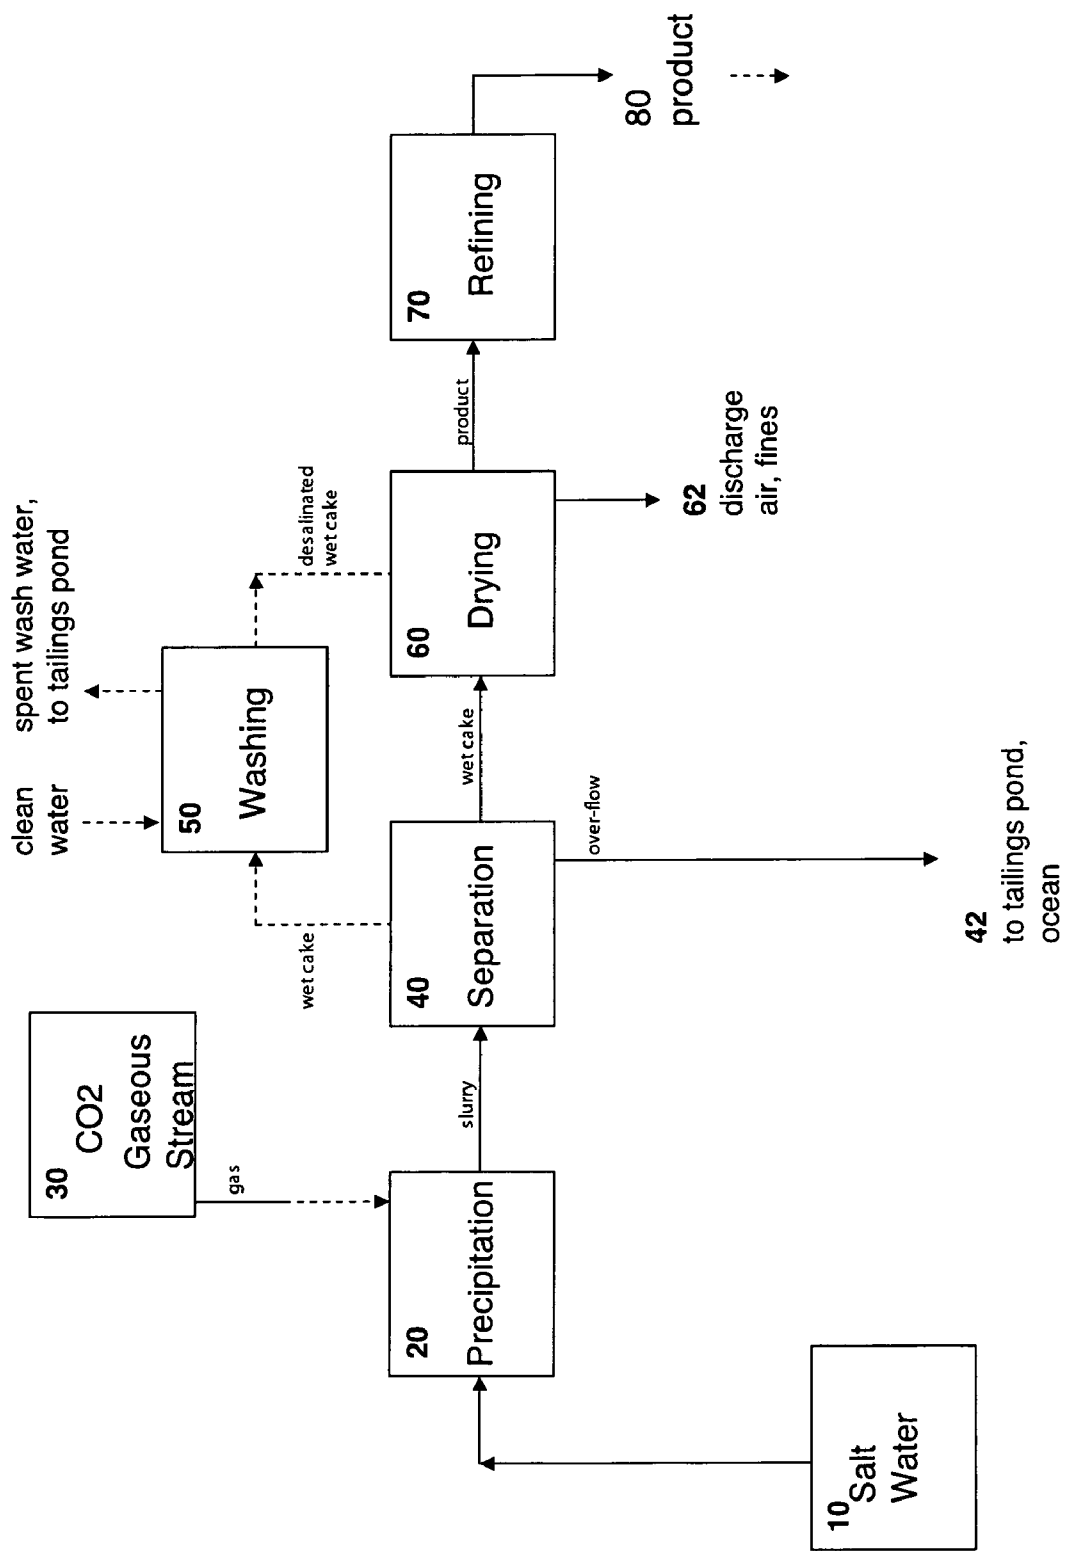 10
Salt
Water
20
Precipitation
30
CO2
Gaseous
Stream
gas
slurry
40
Separation
wet cake
wet cake
over-flow
42
to tailings pond,
ocean
clean
water
50
Washing
spent wash water,
to tailings pond
desalinated
wet cake
60
Drying
62
discharge
air, fines
product
70
Refining
80
product